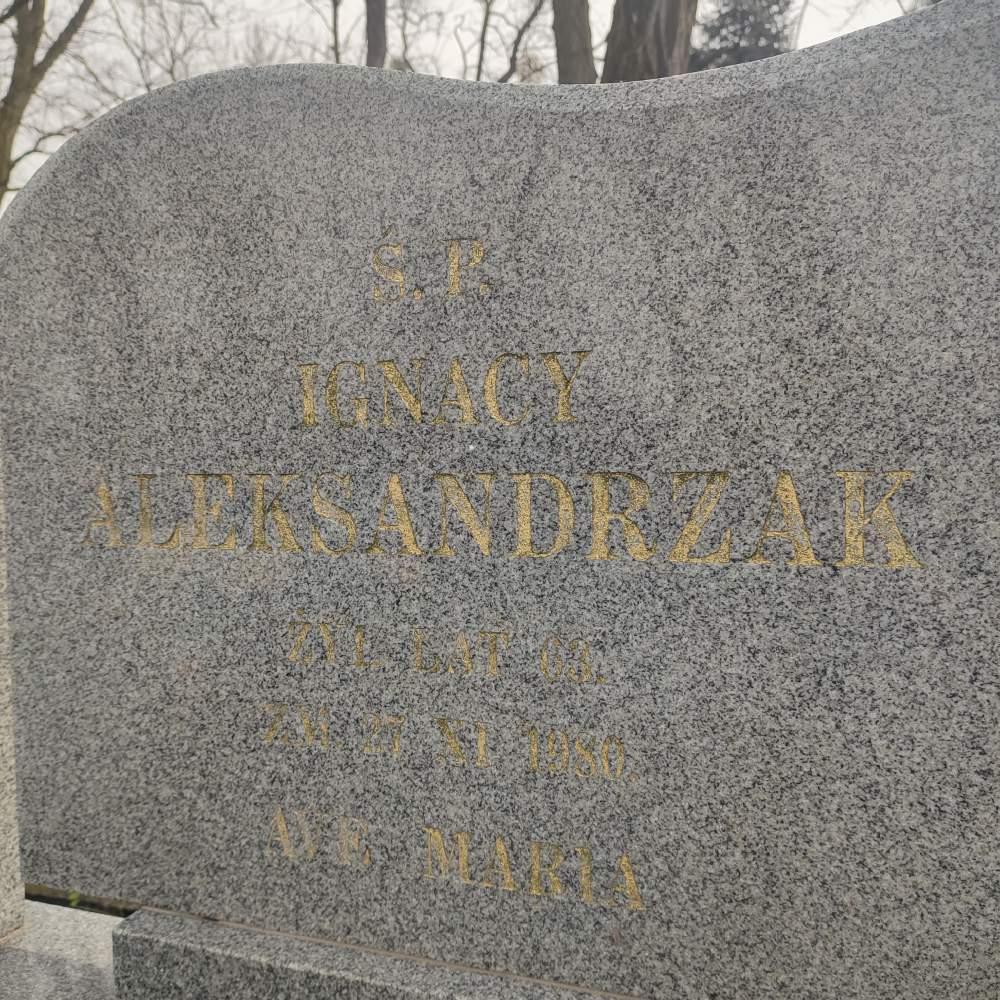 Ś. P.
IGNACY
ALEKSANDRZAK
ŻYŁ LAT 63.
ZM. 27 XI 1980.
AVE MARIA